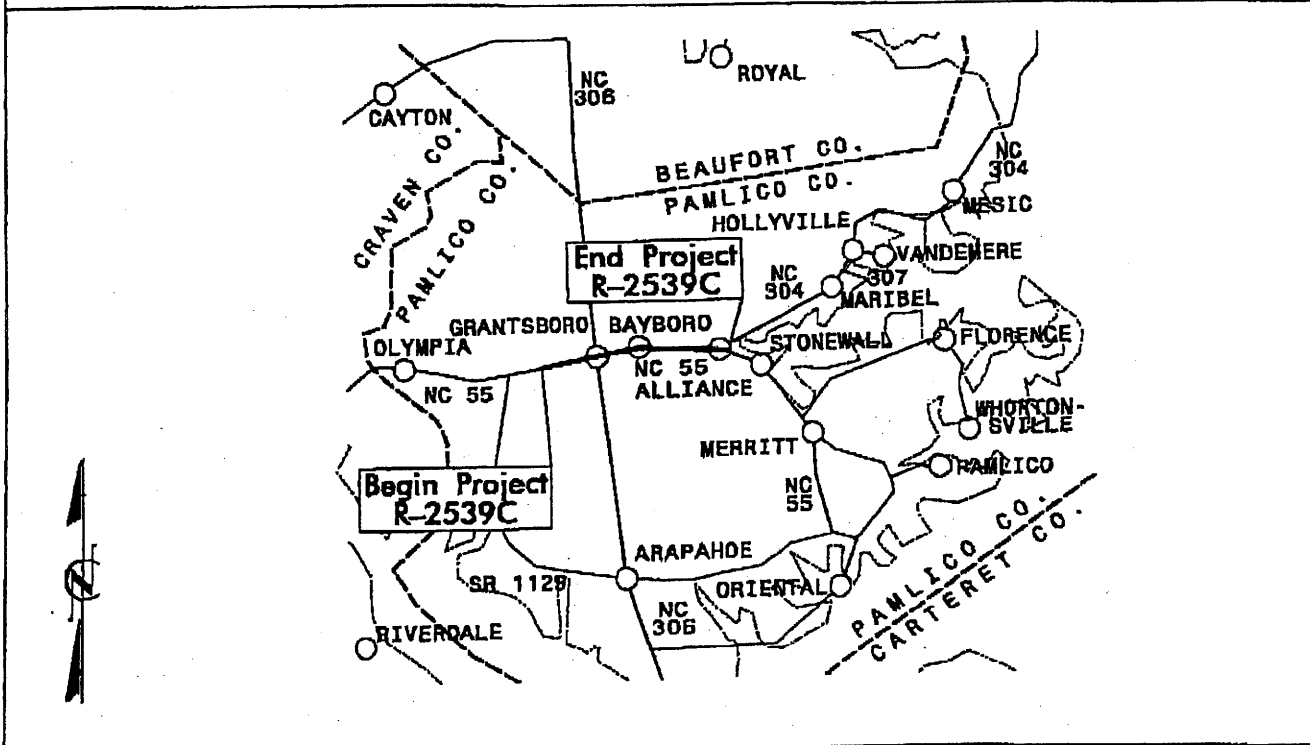 ROYAL
NC
306
CAYTON
CRAVEN CO.
PAMLICO CO.
BEAUFORT CO.
PAMLICO CO.
NC
304
MESIC
HOLLYVILLE
VANDEMERE
307
NC
304
MARIBEL
End Project
R-2539C
GRANTSBORO
BAYBORO
OLYMPIA
STONEWALL
FLORENCE
NC 55
NC 55
ALLIANCE
WHORTON-
SVILLE
MERRITT
PAMLICO
Begin Project
R-2539C
NC
55
ARAPAHOE
SR 1129
ORIENTAL
NC
306
PAMLICO CO.
CARTERET CO.
RIVERDALE
N